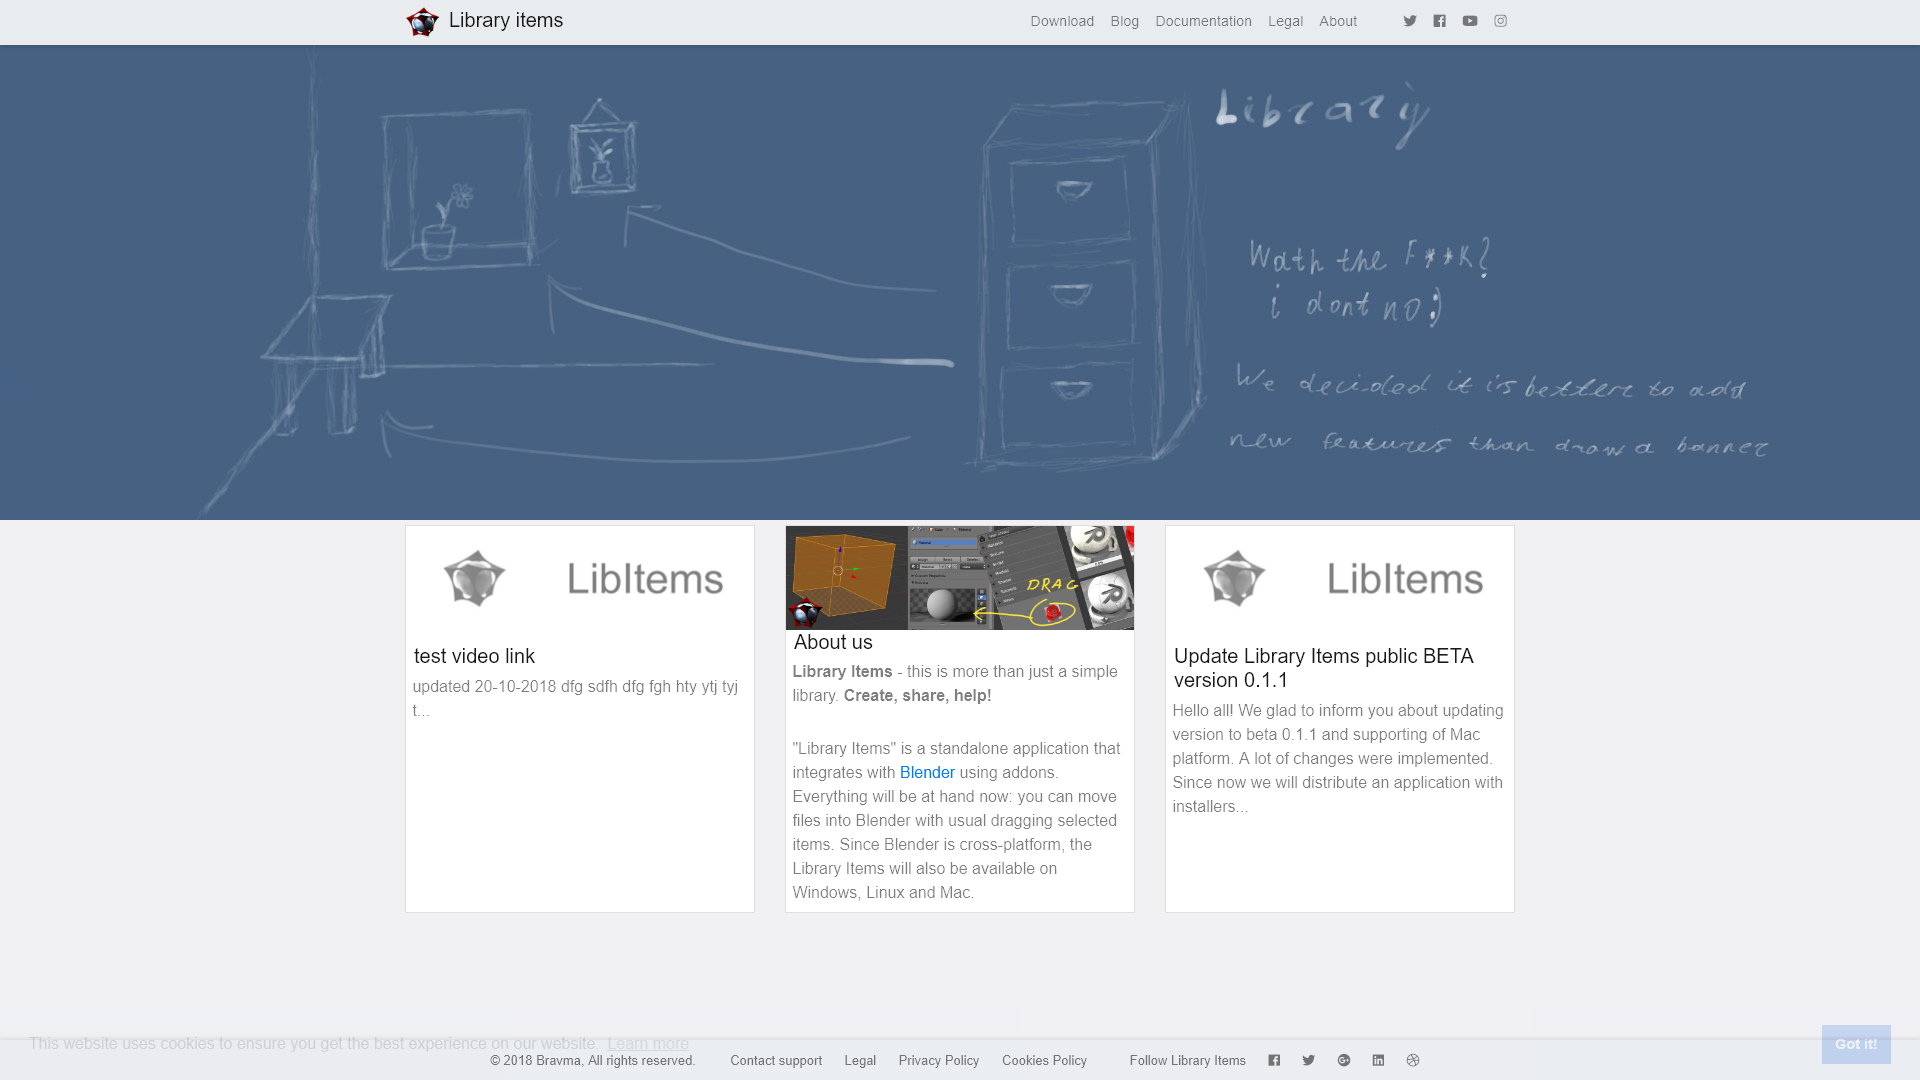 Library items
Download Blog Documentation Legal About
Library
Wath the F**K?
i dont no :)
We decided it is better to add
new features than draw a banner
LibItems
test video link
updated 20-10-2018 dfg sdfh dfg fgh hty ytj tyj
t...
DRAG
About us
Library Items - this is more than just a simple
library. Create, share, help!
"Library Items" is a standalone application that
integrates with Blender using addons.
Everything will be at hand now: you can move
files into Blender with usual dragging selected
items. Since Blender is cross-platform, the
Library Items will also be available on
Windows, Linux and Mac.
LibItems
Update Library Items public BETA
version 0.1.1
Hello all! We glad to inform you about updating
version to beta 0.1.1 and supporting of Mac
platform. A lot of changes were implemented.
Since now we will distribute an application with
installers...
This website uses cookies to ensure you get the best experience on our website. Learn more
Got it!
© 2018 Bravma, All rights reserved. Contact support Legal Privacy Policy Cookies Policy Follow Library Items